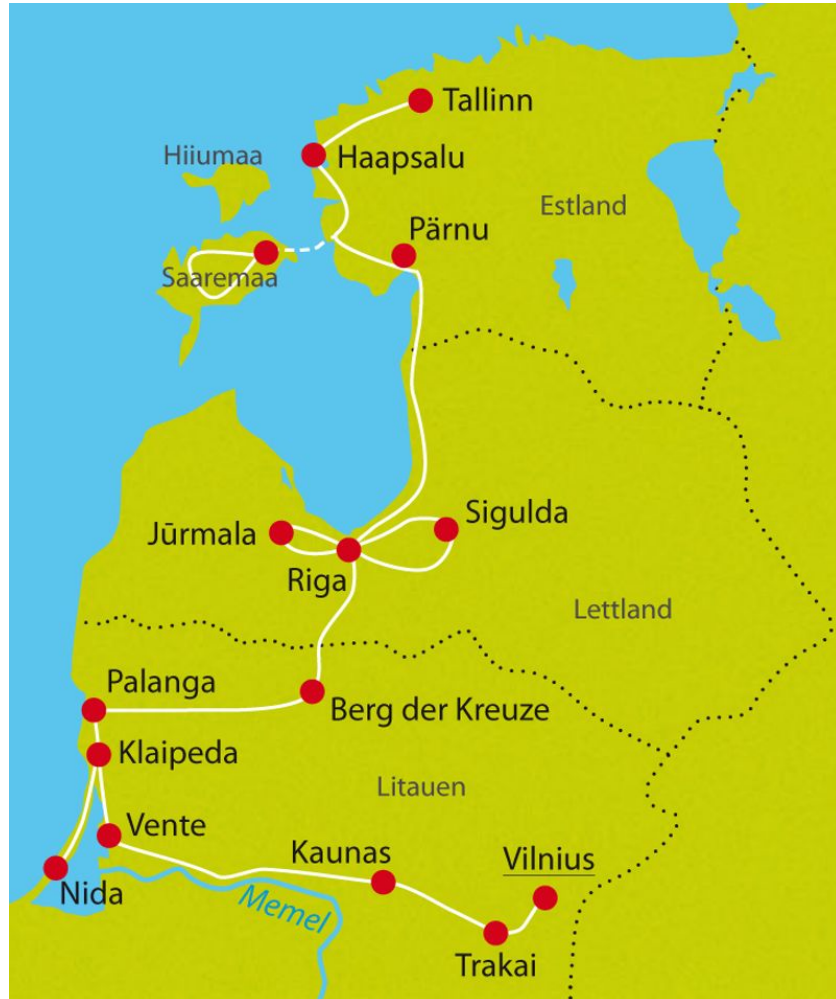 Tallinn
Hiiumaa
Haapsalu
Estland
Pärnu
Saaremaa
Sigulda
Jūrmala
Riga
Lettland
Palanga
Berg der Kreuze
Klaipeda
Litauen
Vente
Kaunas
Vilnius
Nida
Memel
Trakai